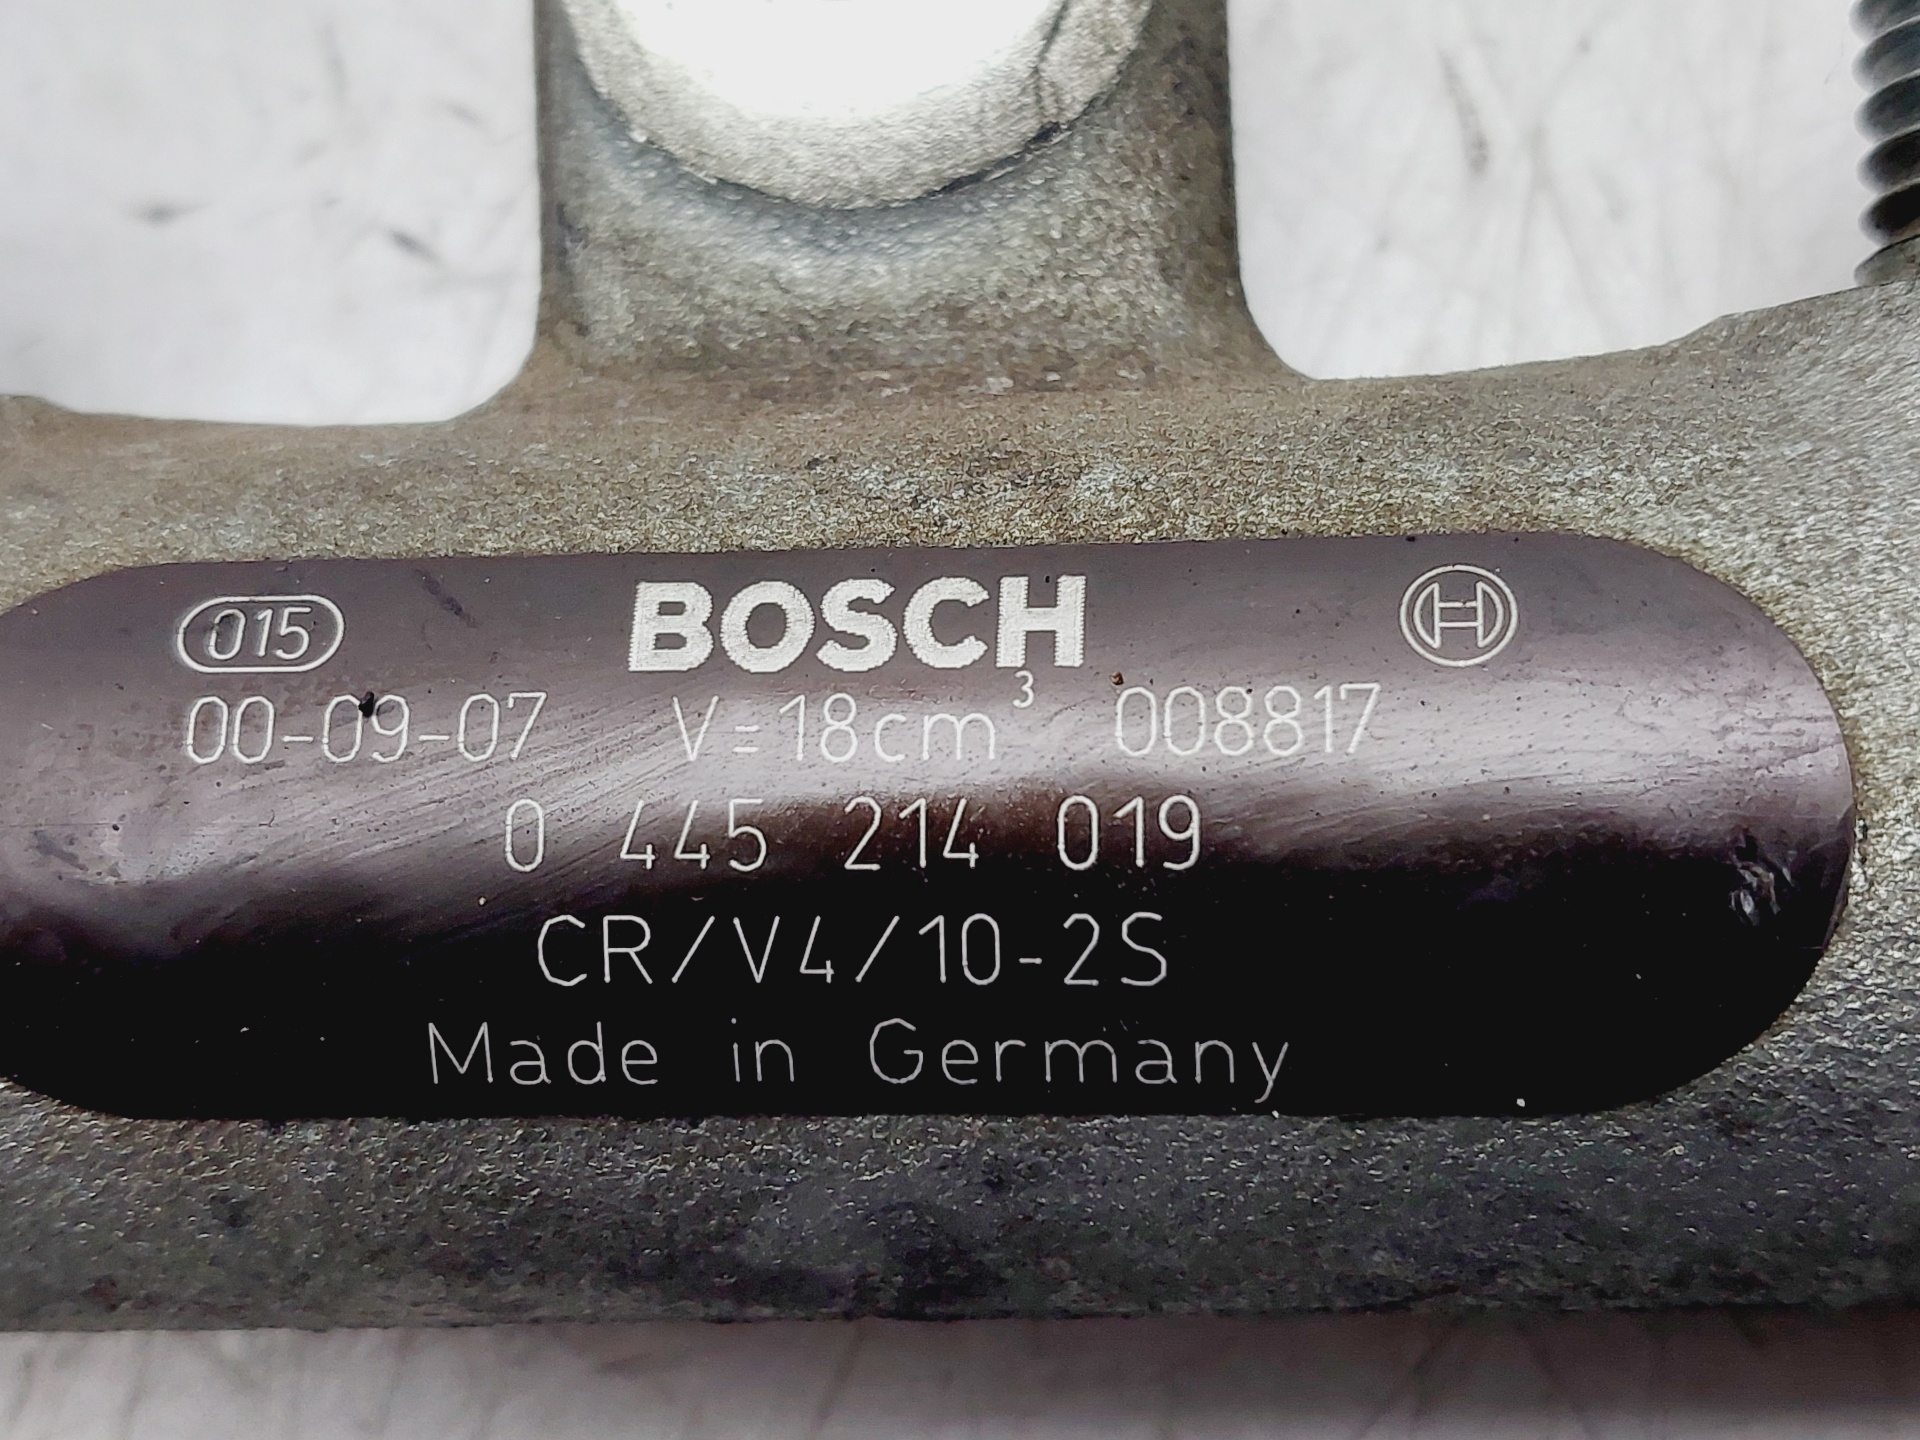 015 BOSCH
00-09-07 V=18cm³ 008817
0 445 214 019
CR/V4/10-2S
Made in Germany